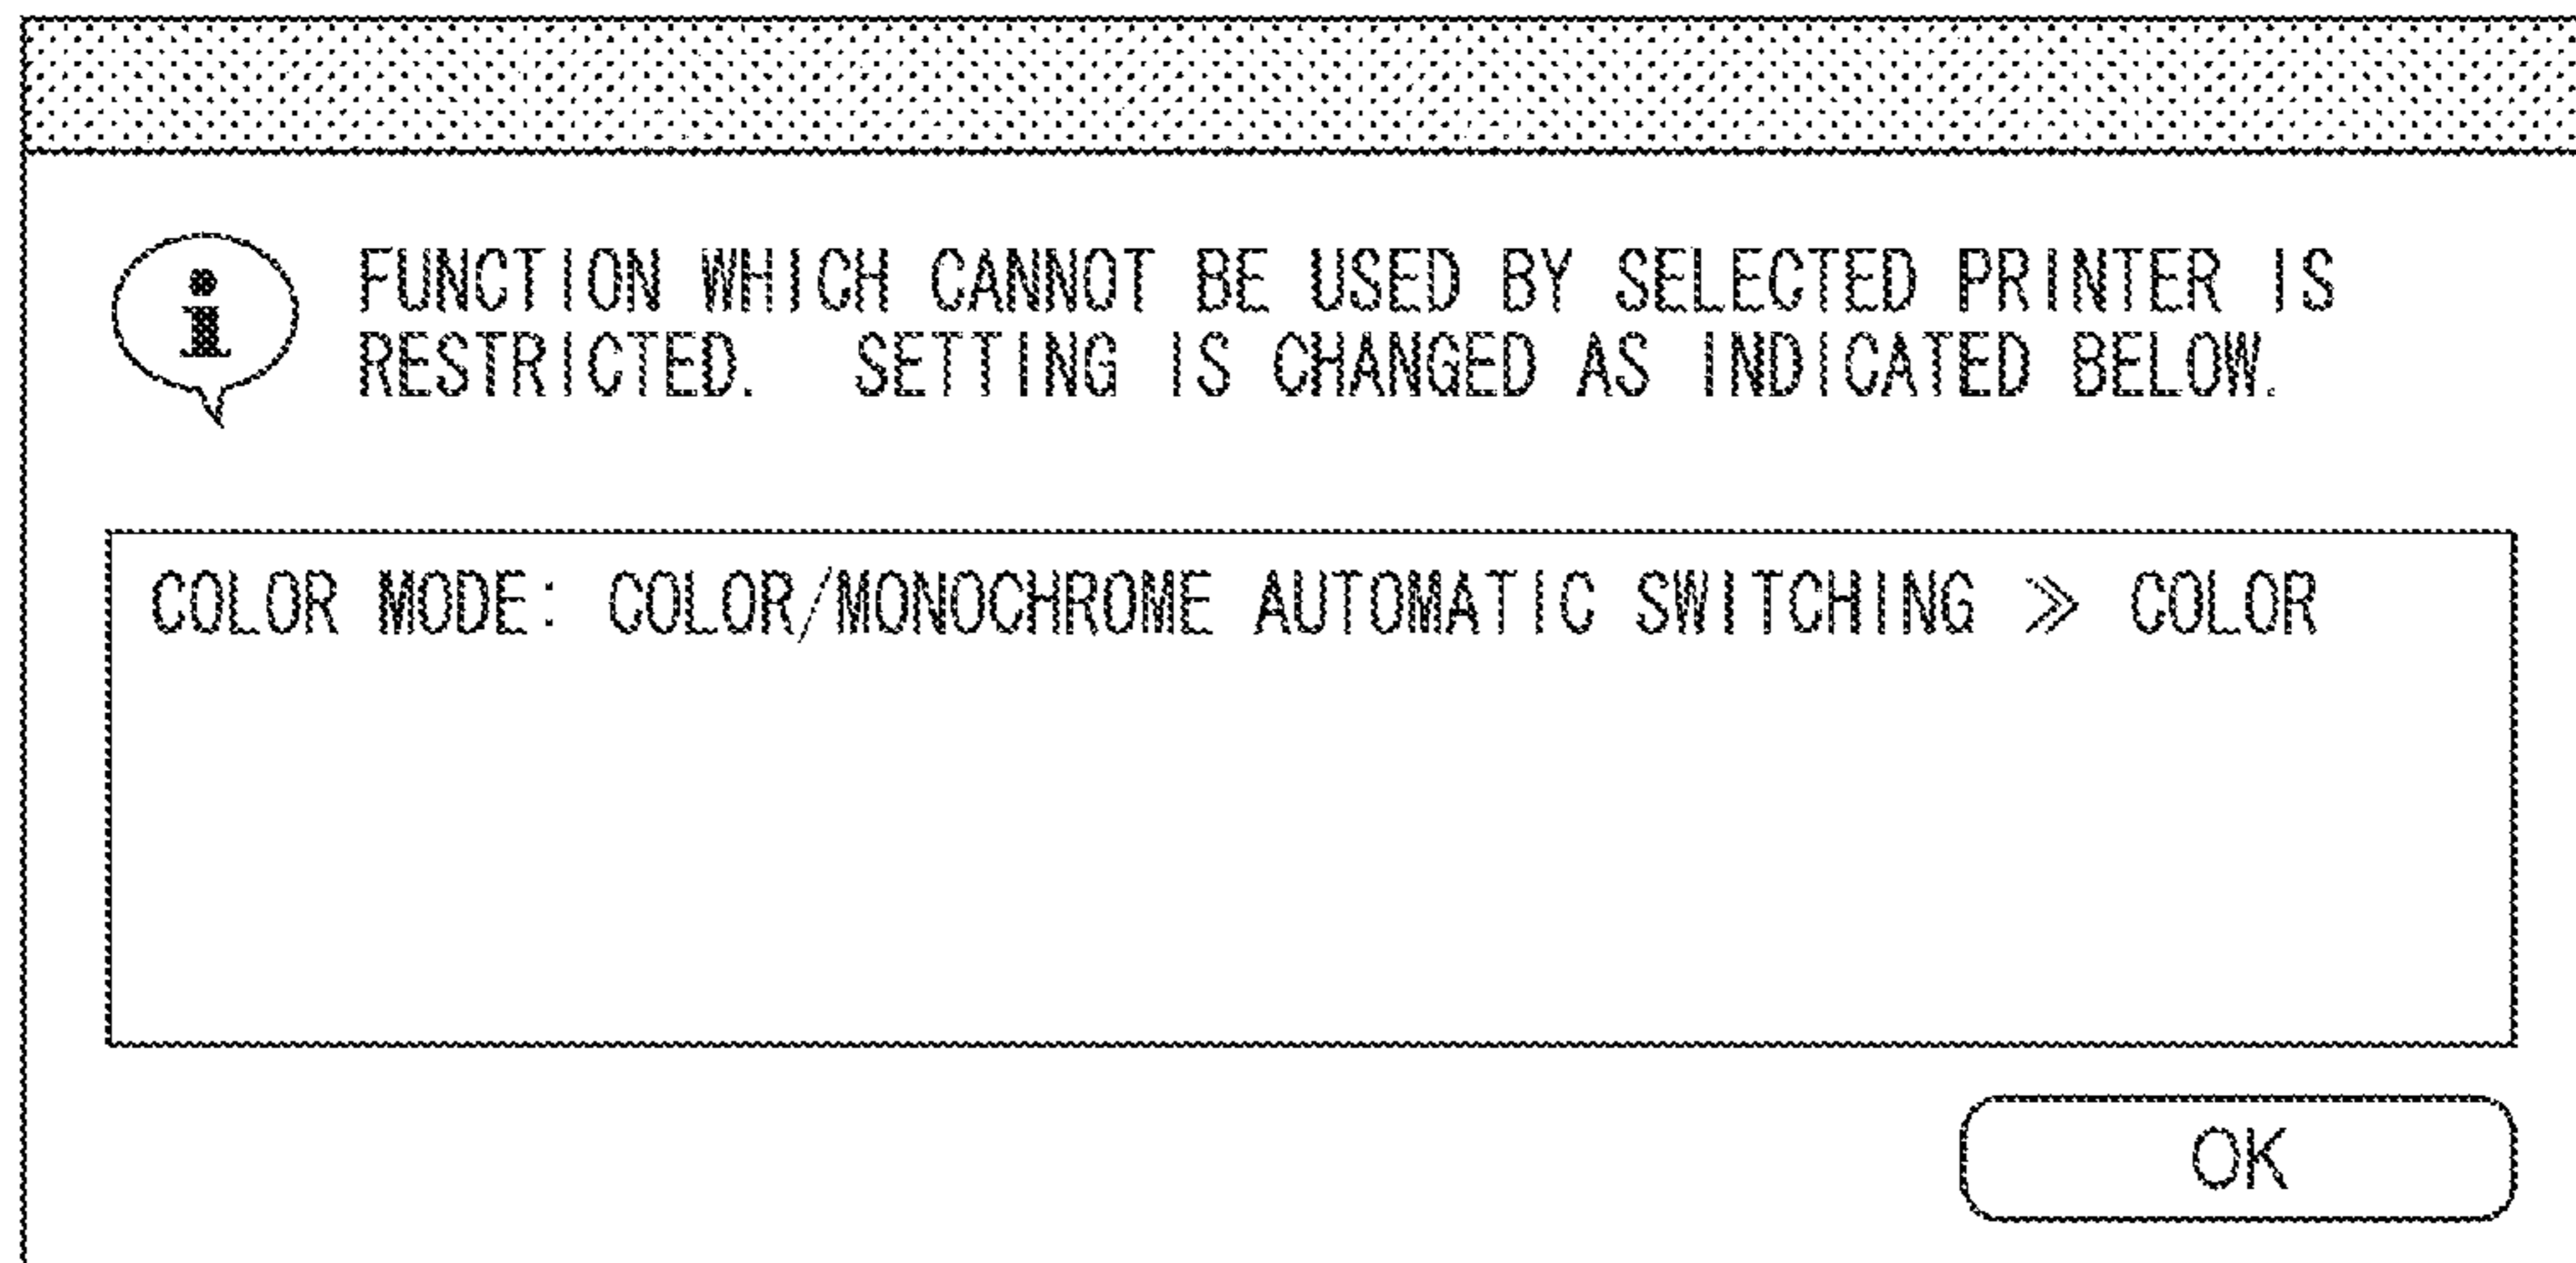 i
FUNCTION WHICH CANNOT BE USED BY SELECTED PRINTER IS
RESTRICTED. SETTING IS CHANGED AS INDICATED BELOW.
COLOR MODE: COLOR/MONOCHROME AUTOMATIC SWITCHING ≫ COLOR
OK